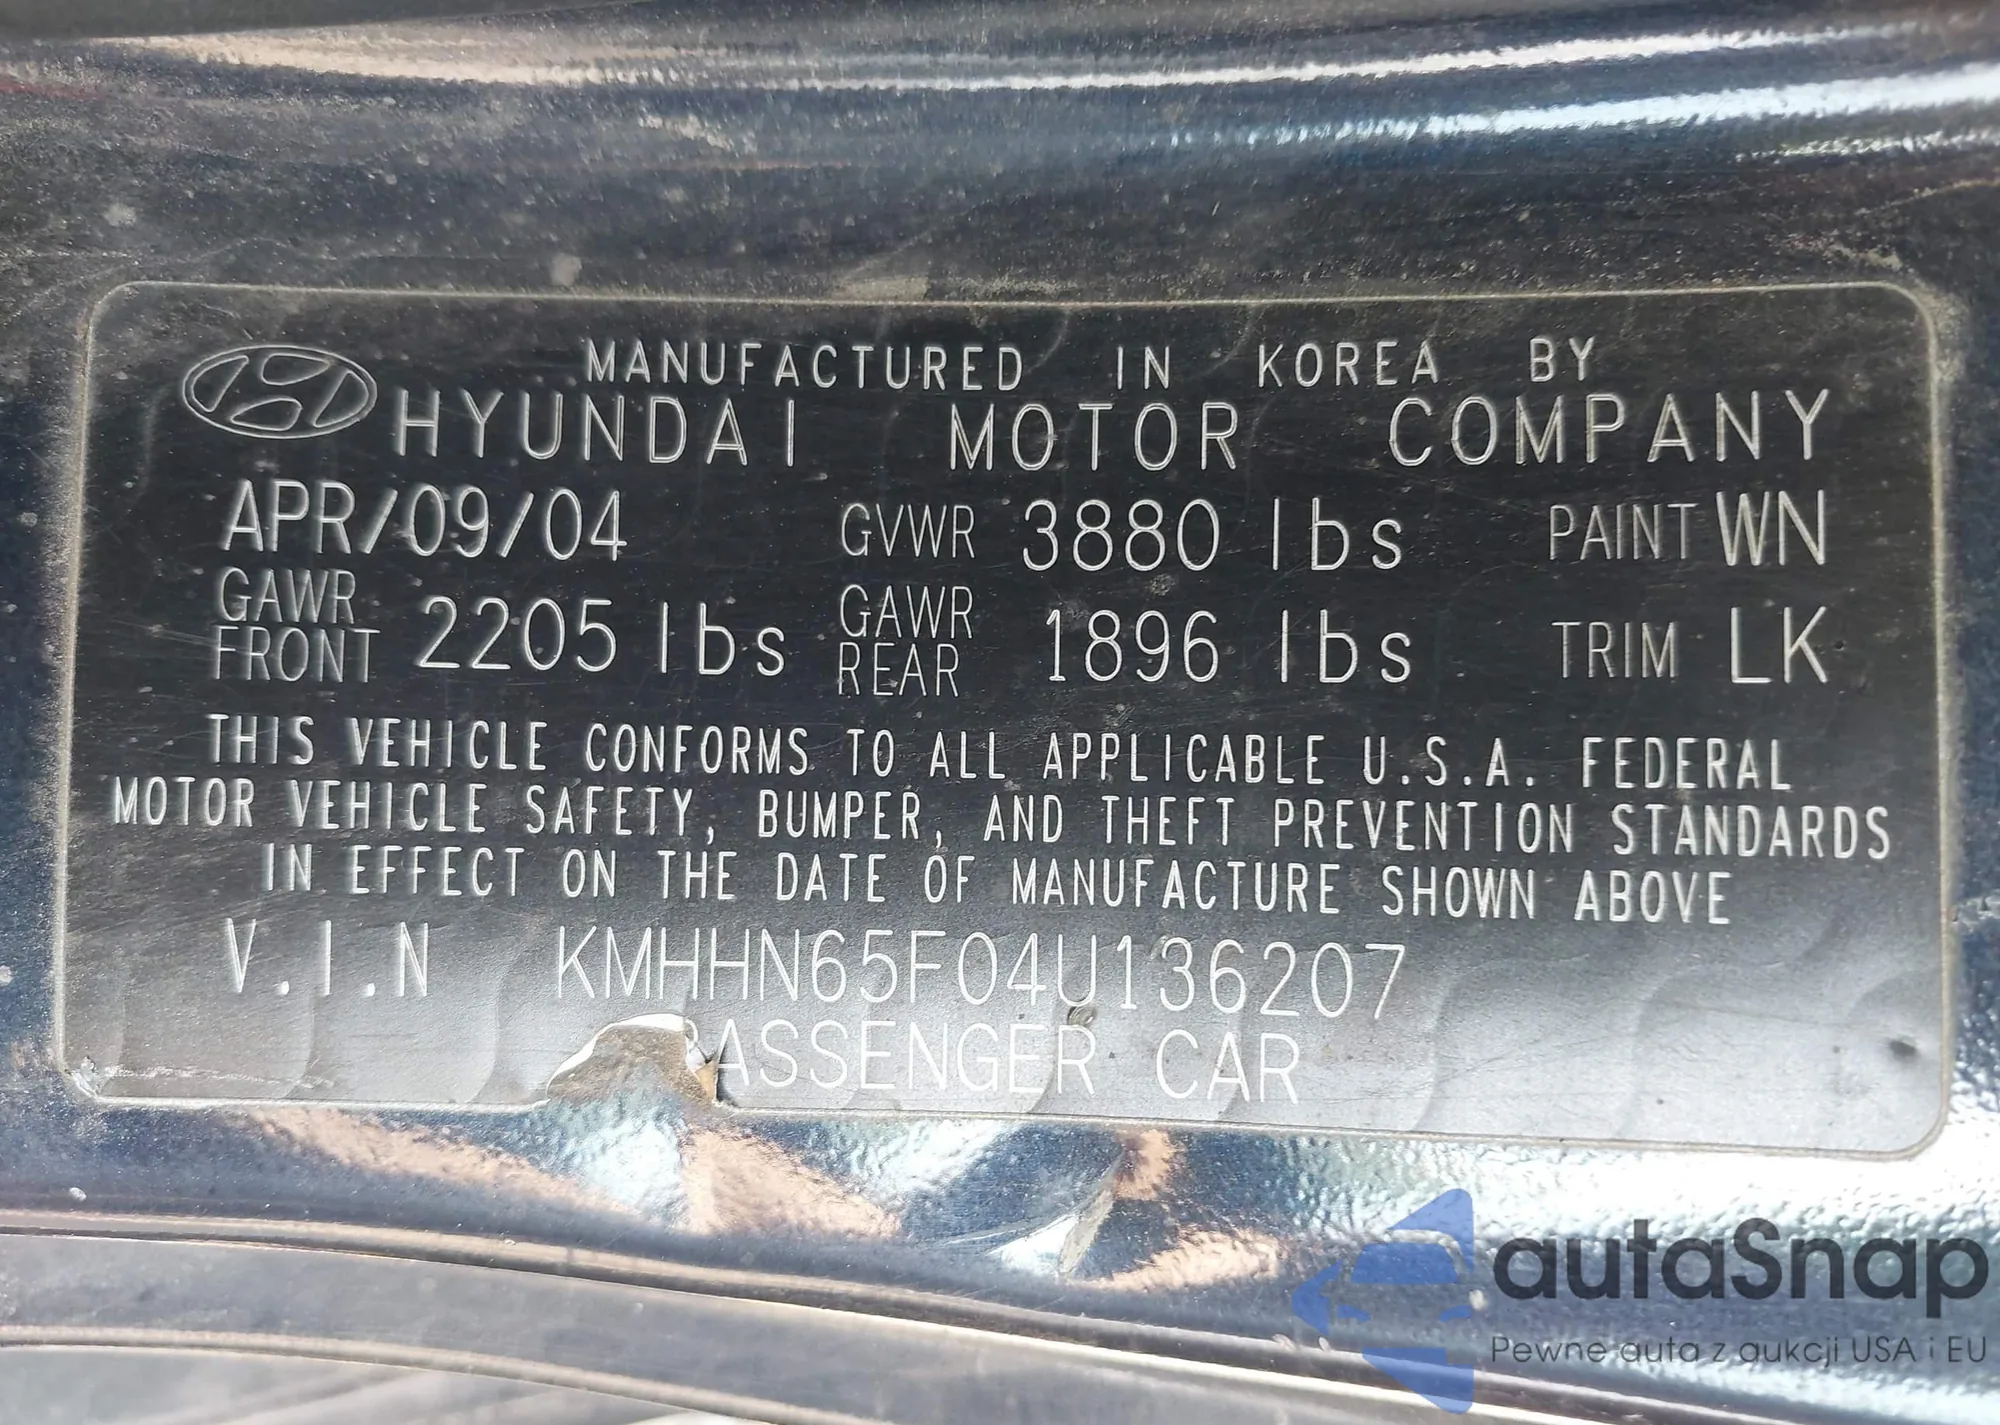 MANUFACTURED IN KOREA BY
HYUNDAI MOTOR COMPANY
APR/09/04 GVWR 3880 lbs PAINT WN
GAWR FRONT 2205 lbs GAWR REAR 1896 lbs TRIM LK
THIS VEHICLE CONFORMS TO ALL APPLICABLE U.S.A. FEDERAL
MOTOR VEHICLE SAFETY, BUMPER, AND THEFT PREVENTION STANDARDS
IN EFFECT ON THE DATE OF MANUFACTURE SHOWN ABOVE
V.I.N KMHHN65F04U136207
PASSENGER CAR
autaSnap
Pewne auta z aukcji USA i EU